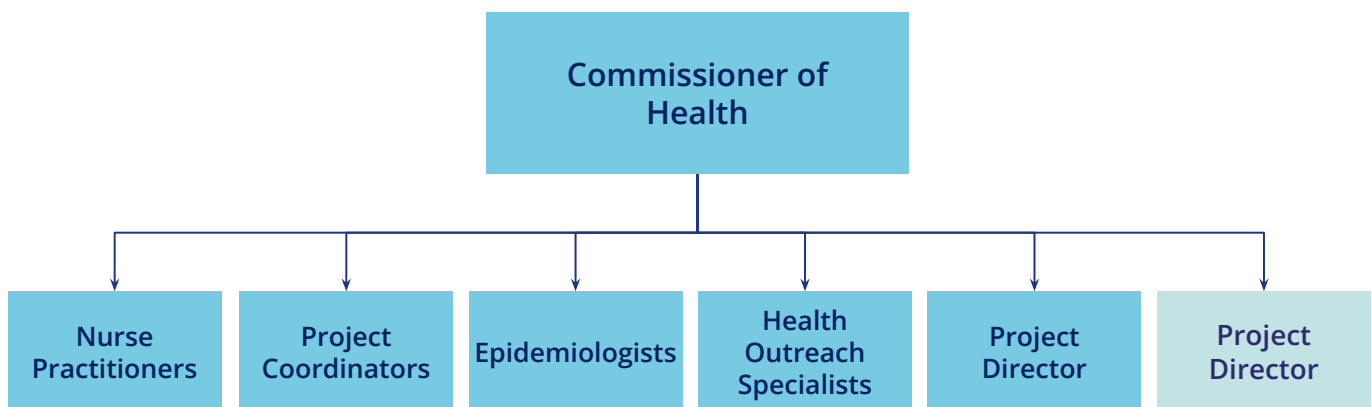 Commissioner of
Health
Nurse
Practitioners
Project
Coordinators
Epidemiologists
Health
Outreach
Specialists
Project
Director
Project
Director